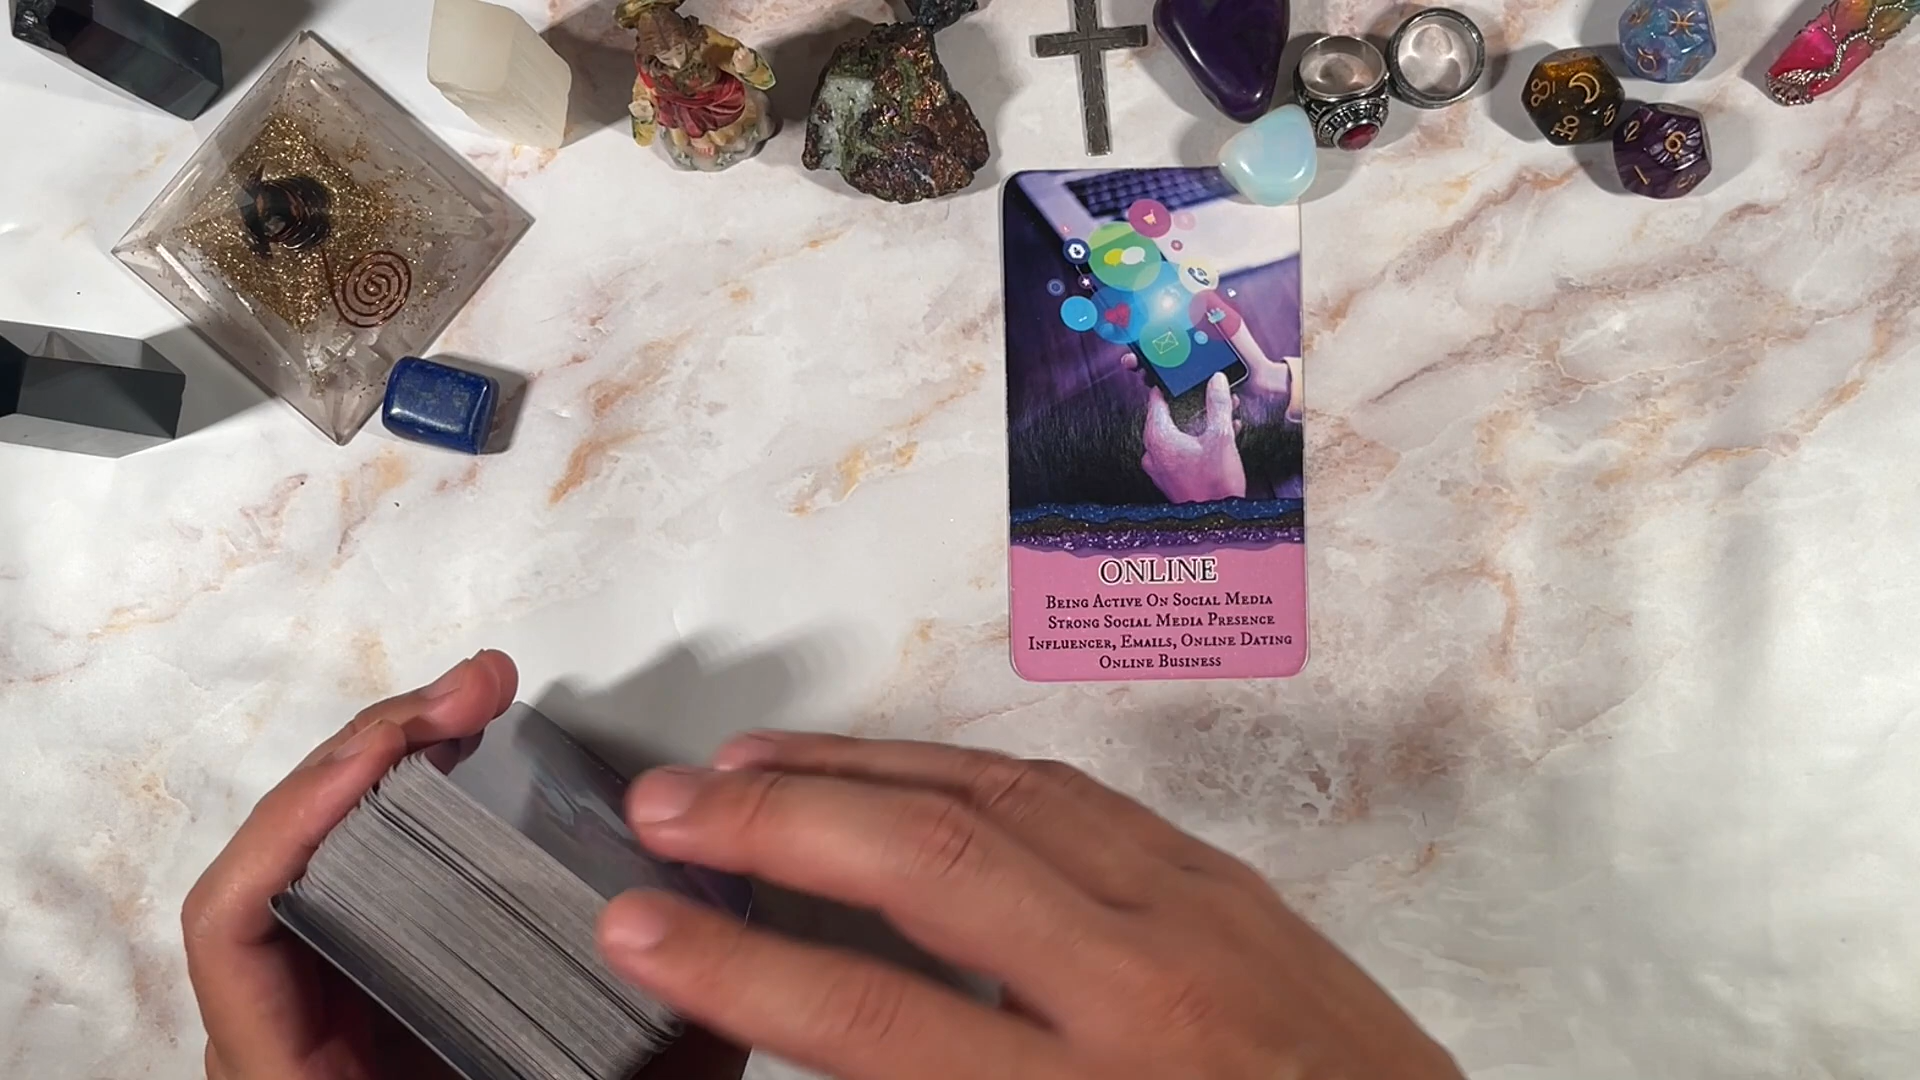 ONLINE
Being Active On Social Media
Strong Social Media Presence
Influencer, Emails, Online Dating
Online Business